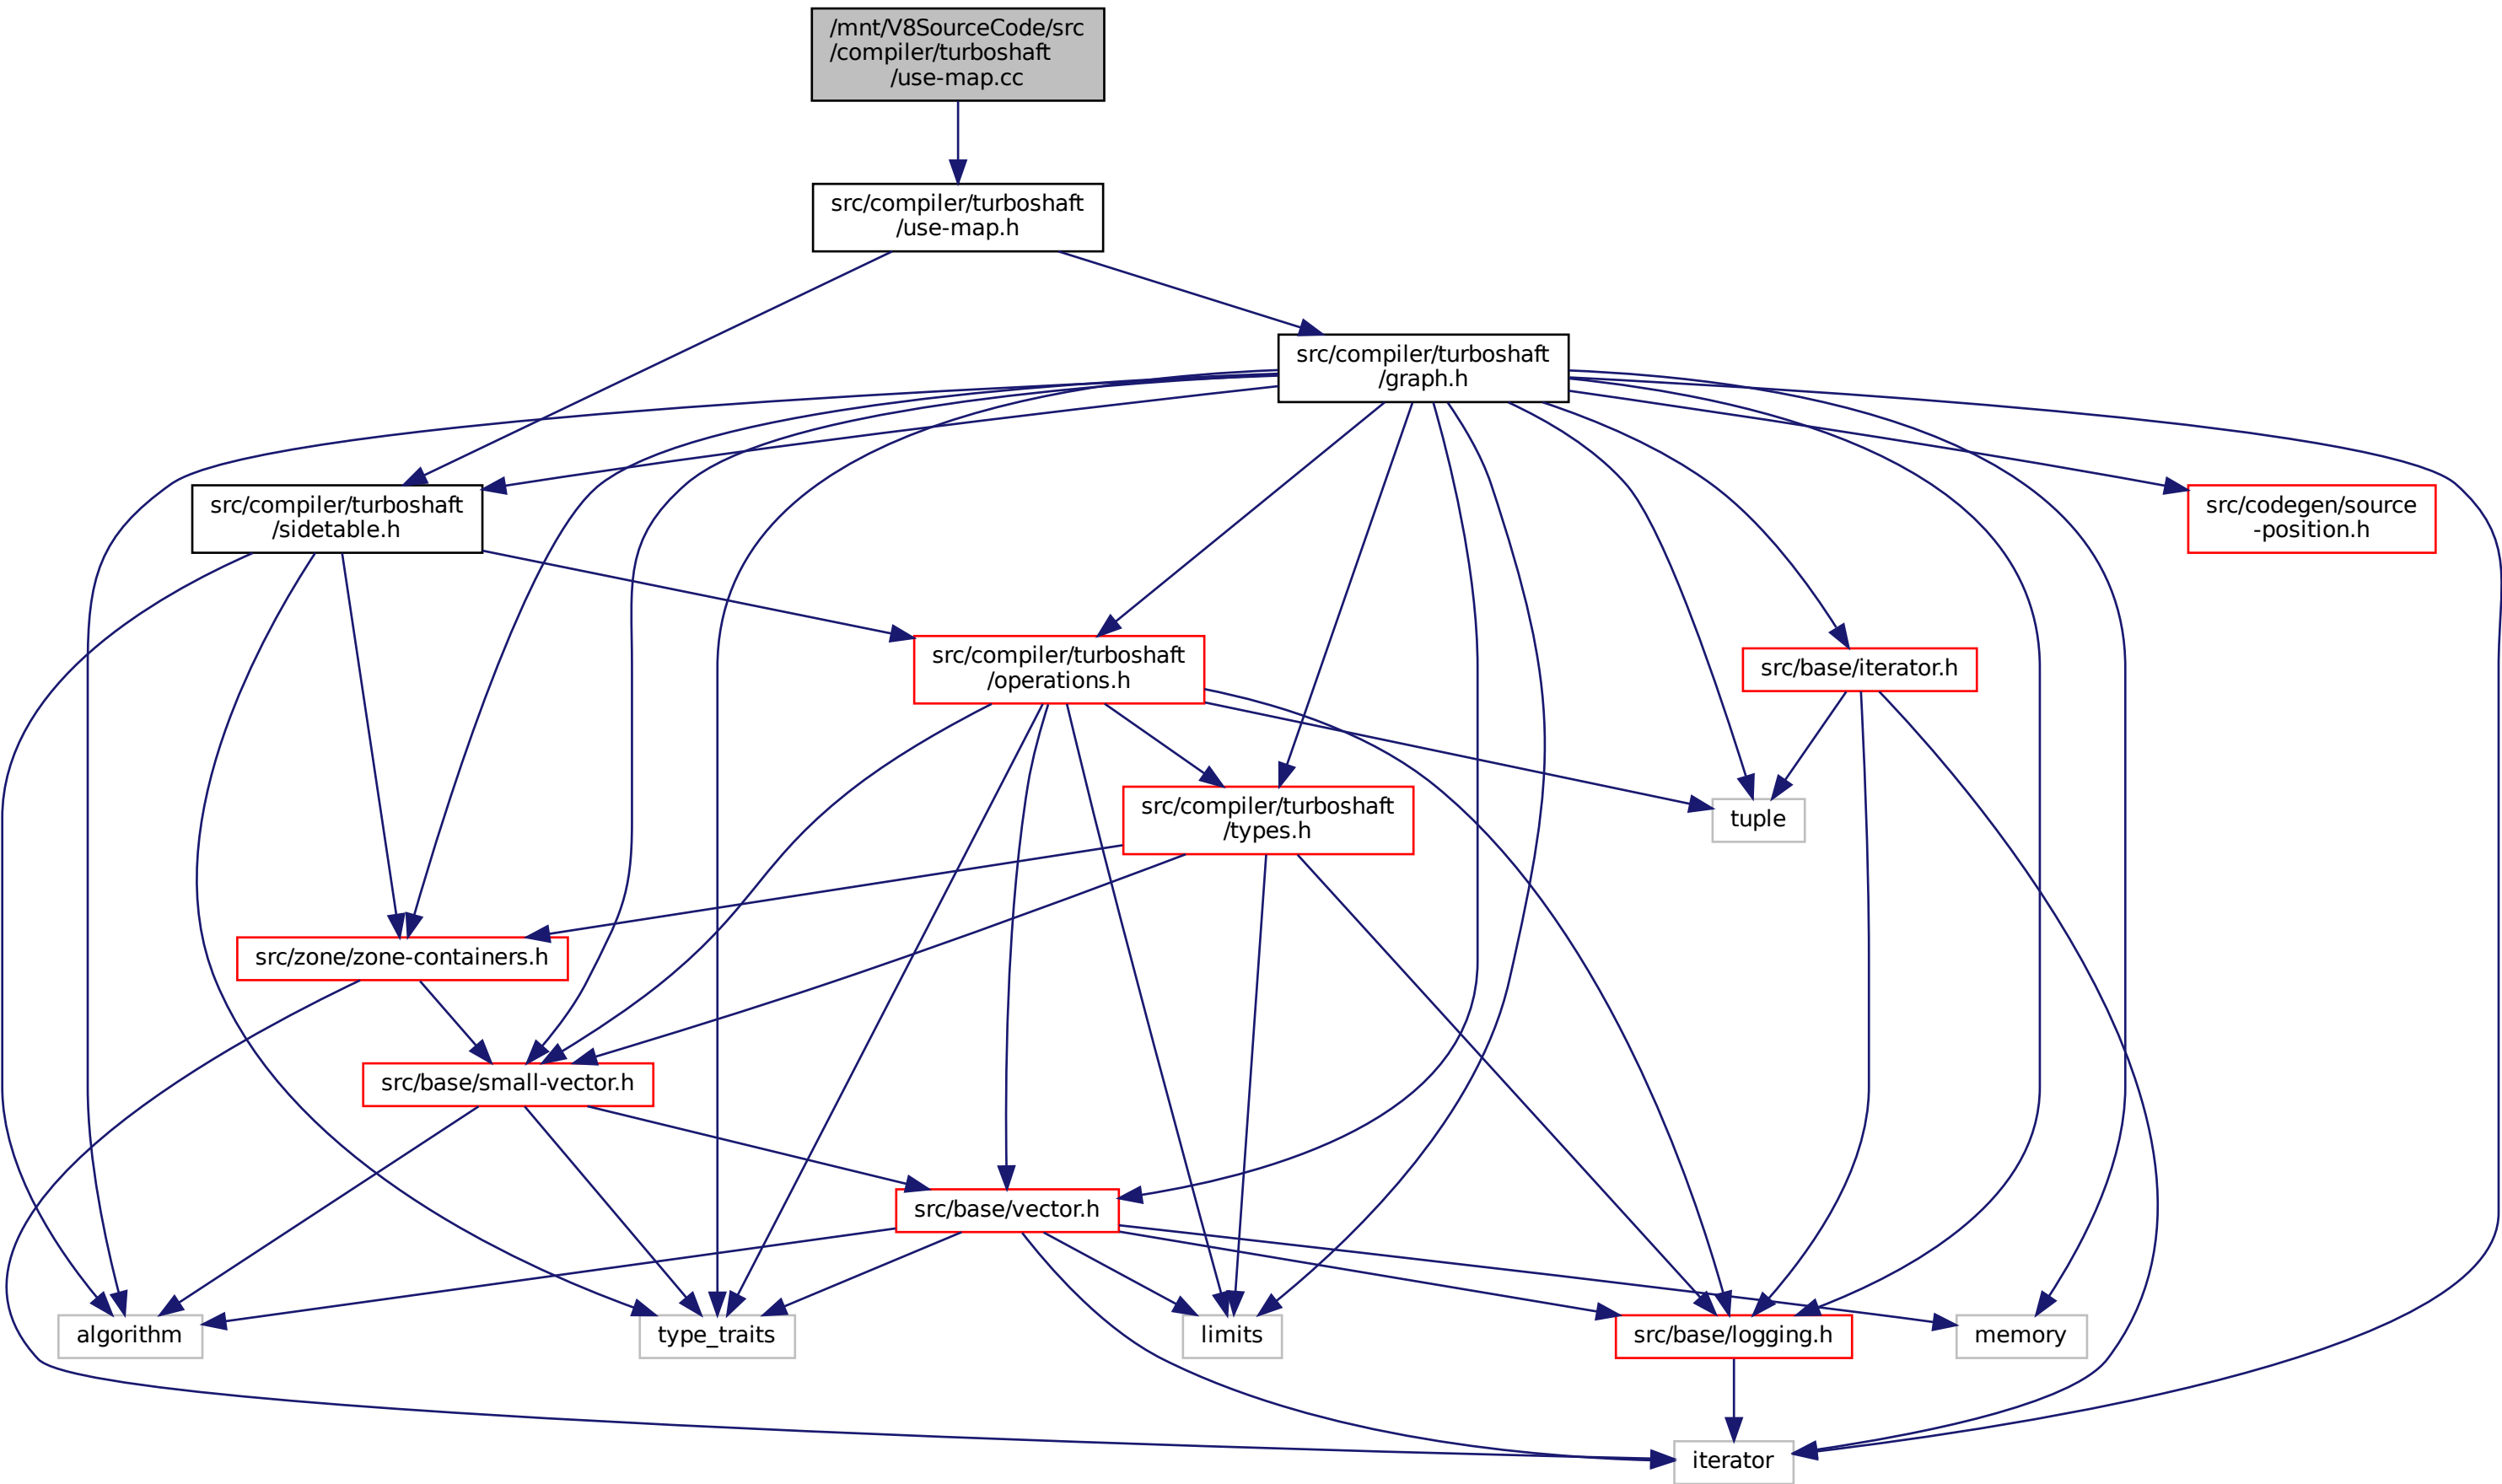 /mnt/V8SourceCode/src
/compiler/turboshaft
/use-map.cc
src/compiler/turboshaft
/use-map.h
src/compiler/turboshaft
/graph.h
src/compiler/turboshaft
/sidetable.h
src/codegen/source
-position.h
src/compiler/turboshaft
/operations.h
src/base/iterator.h
src/compiler/turboshaft
/types.h
tuple
src/zone/zone-containers.h
src/base/small-vector.h
src/base/vector.h
algorithm
type_traits
limits
src/base/logging.h
memory
iterator